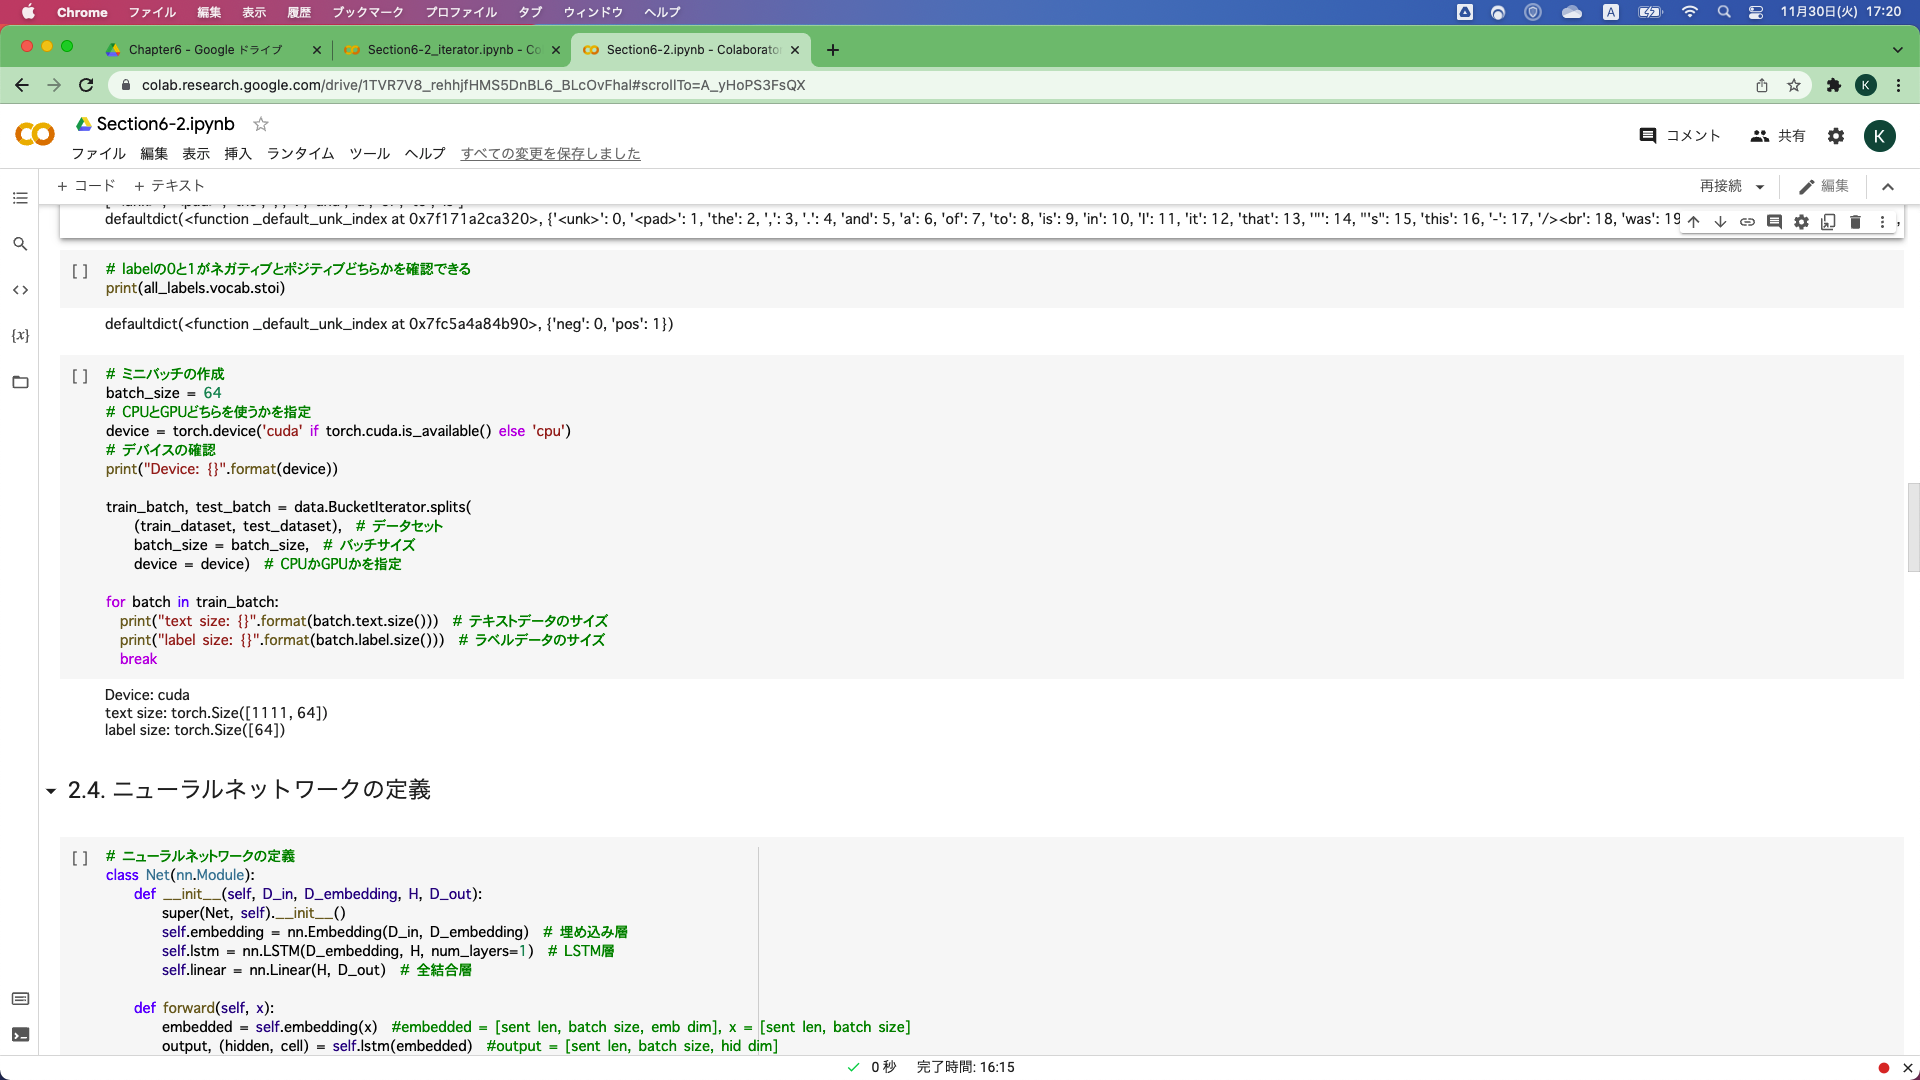 Chrome ファイル 編集 表示 履歴 ブックマーク プロファイル タブ ウィンドウ ヘルプ A 11月30日(火) 17:20
Chapter6 - Google ドライブ Section6-2_iterator.ipynb - Co Section6-2.ipynb - Colaborato
colab.research.google.com/drive/1TVR7V8_rehhjfHMS5DnBL6_BLcOvFhal#scrollTo=A_yHoPS3FsQX K
Section6-2.ipynb
コメント 共有 K
ファイル 編集 表示 挿入 ランタイム ツール ヘルプ すべての変更を保存しました
+ コード + テキスト 再接続 編集
defaultdict(<function _default_unk_index at 0x7f171a2ca320>, {'<unk>': 0, '<pad>': 1, 'the': 2, ',': 3, '.': 4, 'and': 5, 'a': 6, 'of': 7, 'to': 8, 'is': 9, 'in': 10, 'I': 11, 'it': 12, 'that': 13, '"': 14, "'s": 15, 'this': 16, '-': 17, '/><br': 18, 'was': 19
[ ] # labelの0と1がネガティブとポジティブどちらかを確認できる
print(all_labels.vocab.stoi)
defaultdict(<function _default_unk_index at 0x7fc5a4a84b90>, {'neg': 0, 'pos': 1})
{x}
[ ] # ミニバッチの作成
batch_size = 64
# CPUとGPUどちらを使うかを指定
device = torch.device('cuda' if torch.cuda.is_available() else 'cpu')
# デバイスの確認
print("Device: {}".format(device))
train_batch, test_batch = data.BucketIterator.splits(
(train_dataset, test_dataset), # データセット
batch_size = batch_size, # バッチサイズ
device = device) # CPUかGPUかを指定
for batch in train_batch:
print("text size: {}".format(batch.text.size())) # テキストデータのサイズ
print("label size: {}".format(batch.label.size())) # ラベルデータのサイズ
break
Device: cuda
text size: torch.Size([1111, 64])
label size: torch.Size([64])
2.4. ニューラルネットワークの定義
[ ] # ニューラルネットワークの定義
class Net(nn.Module):
def __init__(self, D_in, D_embedding, H, D_out):
super(Net, self).__init__()
self.embedding = nn.Embedding(D_in, D_embedding) # 埋め込み層
self.lstm = nn.LSTM(D_embedding, H, num_layers=1) # LSTM層
self.linear = nn.Linear(H, D_out) # 全結合層
def forward(self, x):
embedded = self.embedding(x) #embedded = [sent len, batch size, emb dim], x = [sent len, batch size]
output, (hidden, cell) = self.lstm(embedded) #output = [sent len, batch size, hid dim]
0 秒 完了時間: 16:15